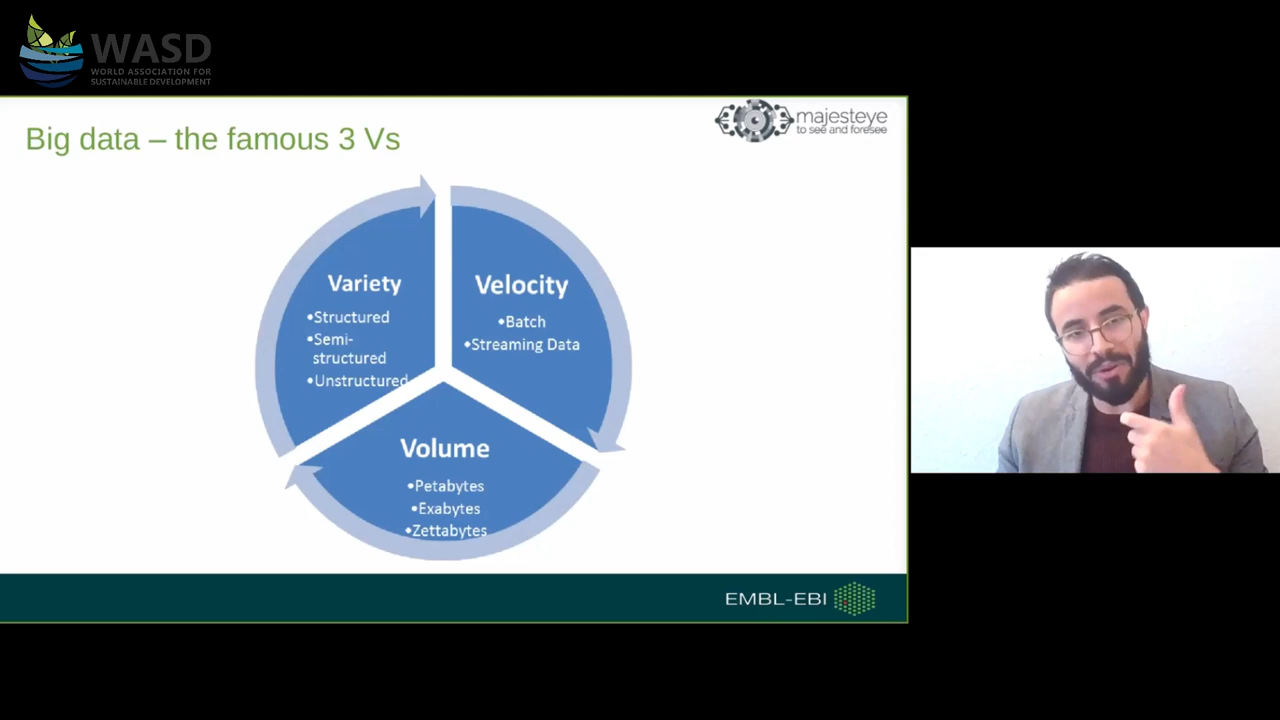 WASD
WORLD ASSOCIATION FOR
SUSTAINABLE DEVELOPMENT
majesteye
to see and foresee
Big data – the famous 3 Vs
Variety
•Structured
•Semi-
structured
•Unstructured
Velocity
•Batch
•Streaming Data
Volume
•Petabytes
•Exabytes
•Zettabytes
EMBL-EBI